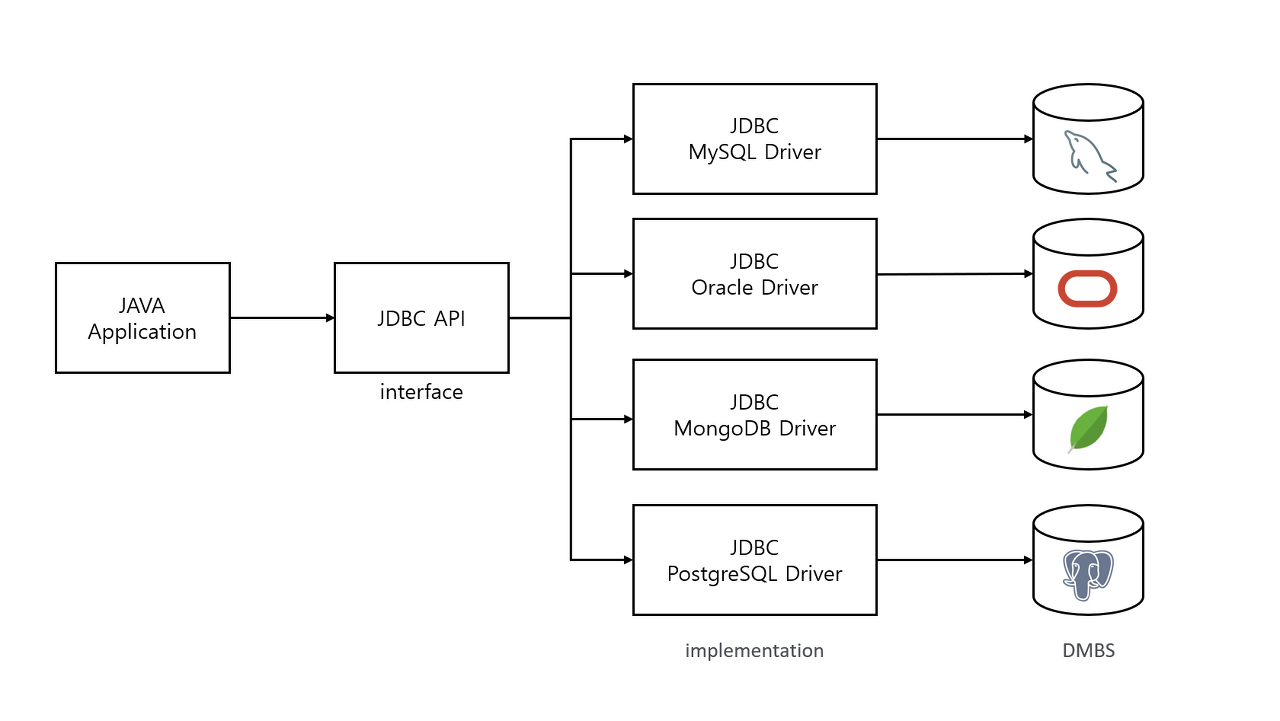 JAVA
Application
JDBC API
interface
JDBC
MySQL Driver
JDBC
Oracle Driver
JDBC
MongoDB Driver
JDBC
PostgreSQL Driver
implementation
DMBS